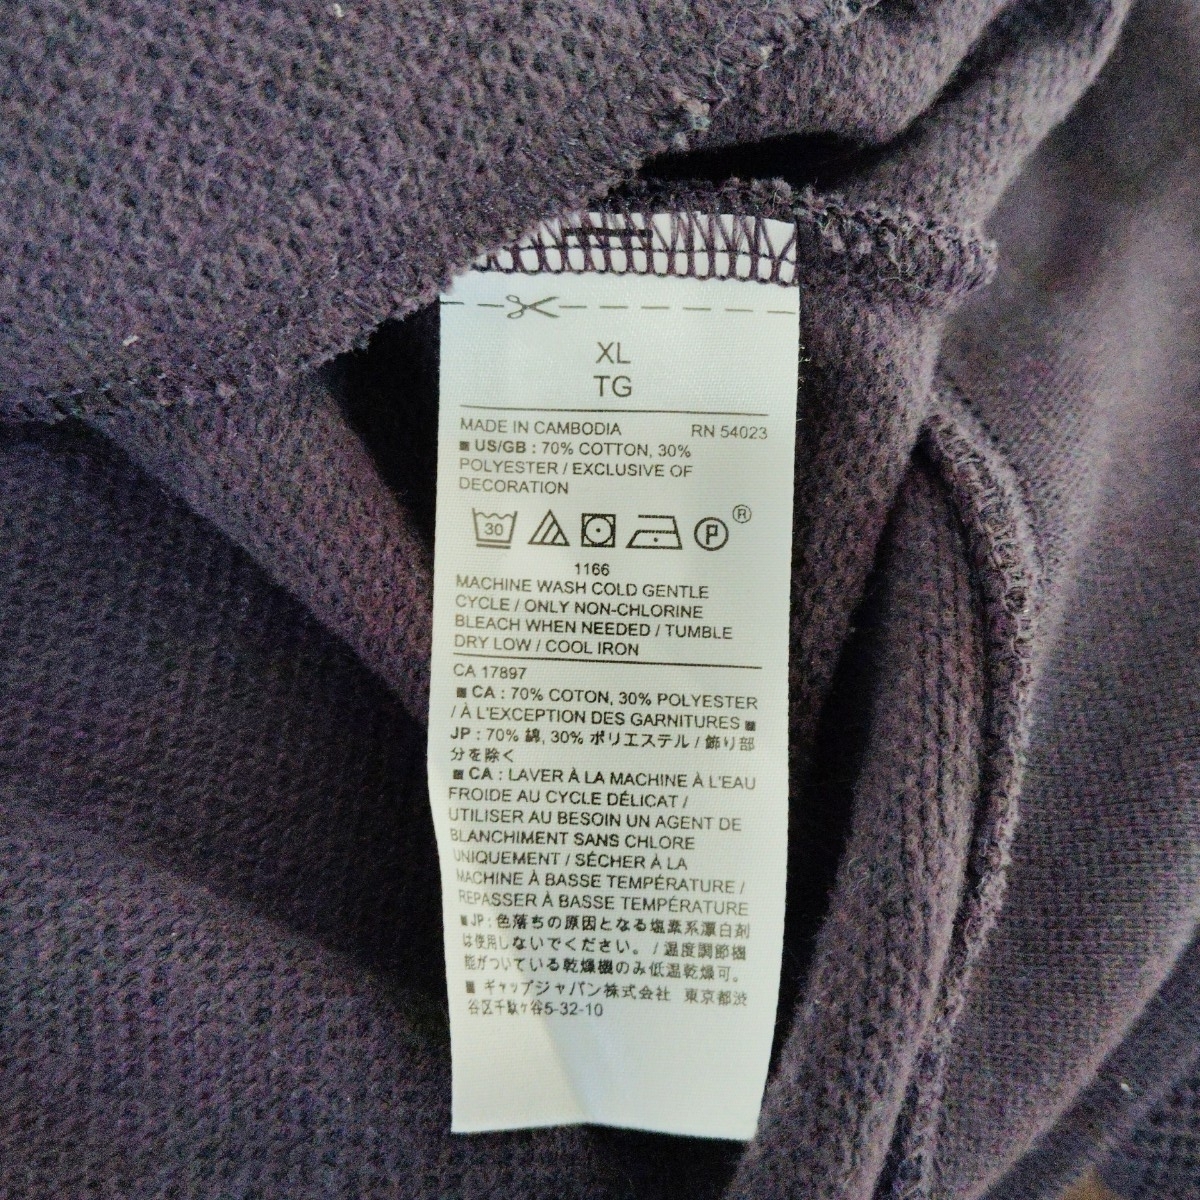 XL
TG
MADE IN CAMBODIA RN 54023
US/GB : 70% COTTON, 30%
POLYESTER / EXCLUSIVE OF
DECORATION
30 P ®
1166
MACHINE WASH COLD GENTLE
CYCLE / ONLY NON-CHLORINE
BLEACH WHEN NEEDED / TUMBLE
DRY LOW / COOL IRON
CA 17897
■ CA : 70% COTON, 30% POLYESTER
/ À L'EXCEPTION DES GARNITURES ■
JP : 70% 綿, 30% ポリエステル / 飾り部
分を除く
■ CA : LAVER À LA MACHINE À L'EAU
FROIDE AU CYCLE DÉLICAT /
UTILISER AU BESOIN UN AGENT DE
BLANCHIMENT SANS CHLORE
UNIQUEMENT / SÉCHER À LA
MACHINE À BASSE TEMPÉRATURE /
REPASSER À BASSE TEMPÉRATURE
■ JP : 色落ちの原因となる塩素系漂白剤
は使用しないでください。 / 温度調節機
能がついている乾燥機のみ低温乾燥可。
■ ギャップジャパン株式会社 東京都渋
谷区千駄ヶ谷5-32-10